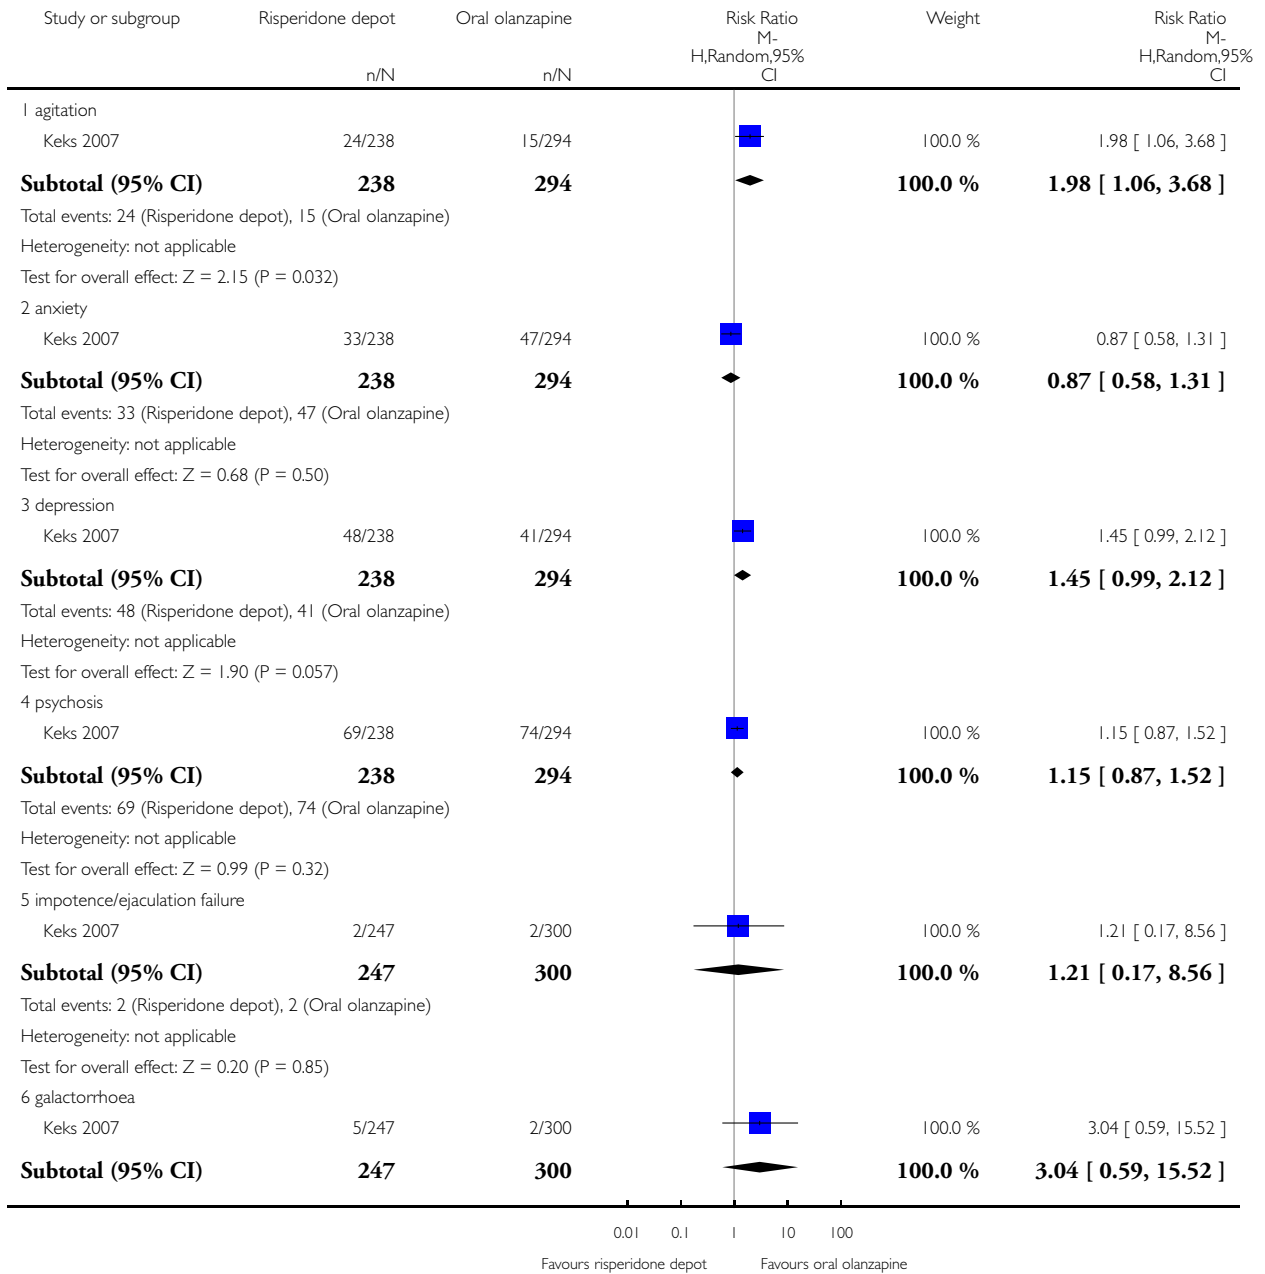 Study or subgroup Risperidone depot Oral olanzapine Risk Ratio Weight Risk Ratio
M- M-
H,Random,95% H,Random,95%
n/N n/N CI CI
1 agitation
Keks 2007 24/238 15/294 100.0 % 1.98 [ 1.06, 3.68 ]
Subtotal (95% CI) 238 294 100.0 % 1.98 [ 1.06, 3.68 ]
Total events: 24 (Risperidone depot), 15 (Oral olanzapine)
Heterogeneity: not applicable
Test for overall effect: Z = 2.15 (P = 0.032)
2 anxiety
Keks 2007 33/238 47/294 100.0 % 0.87 [ 0.58, 1.31 ]
Subtotal (95% CI) 238 294 100.0 % 0.87 [ 0.58, 1.31 ]
Total events: 33 (Risperidone depot), 47 (Oral olanzapine)
Heterogeneity: not applicable
Test for overall effect: Z = 0.68 (P = 0.50)
3 depression
Keks 2007 48/238 41/294 100.0 % 1.45 [ 0.99, 2.12 ]
Subtotal (95% CI) 238 294 100.0 % 1.45 [ 0.99, 2.12 ]
Total events: 48 (Risperidone depot), 41 (Oral olanzapine)
Heterogeneity: not applicable
Test for overall effect: Z = 1.90 (P = 0.057)
4 psychosis
Keks 2007 69/238 74/294 100.0 % 1.15 [ 0.87, 1.52 ]
Subtotal (95% CI) 238 294 100.0 % 1.15 [ 0.87, 1.52 ]
Total events: 69 (Risperidone depot), 74 (Oral olanzapine)
Heterogeneity: not applicable
Test for overall effect: Z = 0.99 (P = 0.32)
5 impotence/ejaculation failure
Keks 2007 2/247 2/300 100.0 % 1.21 [ 0.17, 8.56 ]
Subtotal (95% CI) 247 300 100.0 % 1.21 [ 0.17, 8.56 ]
Total events: 2 (Risperidone depot), 2 (Oral olanzapine)
Heterogeneity: not applicable
Test for overall effect: Z = 0.20 (P = 0.85)
6 galactorrhoea
Keks 2007 5/247 2/300 100.0 % 3.04 [ 0.59, 15.52 ]
Subtotal (95% CI) 247 300 100.0 % 3.04 [ 0.59, 15.52 ]
0.01 0.1 1 10 100
Favours risperidone depot Favours oral olanzapine